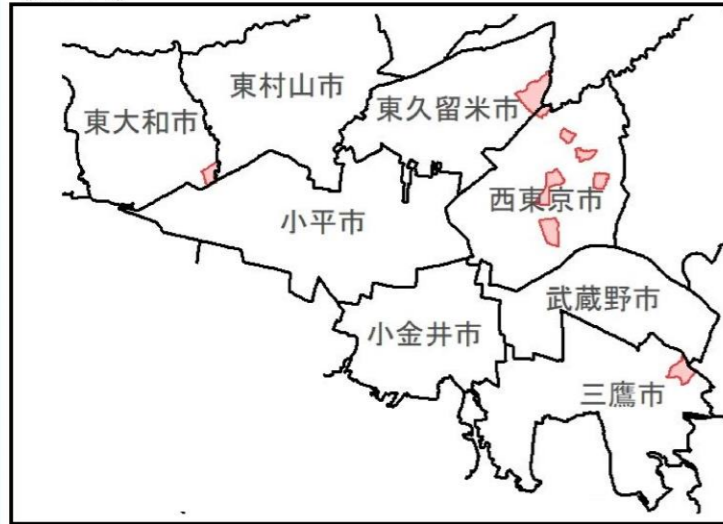 東村山市
東久留米市
東大和市
西東京市
小平市
武蔵野市
小金井市
三鷹市